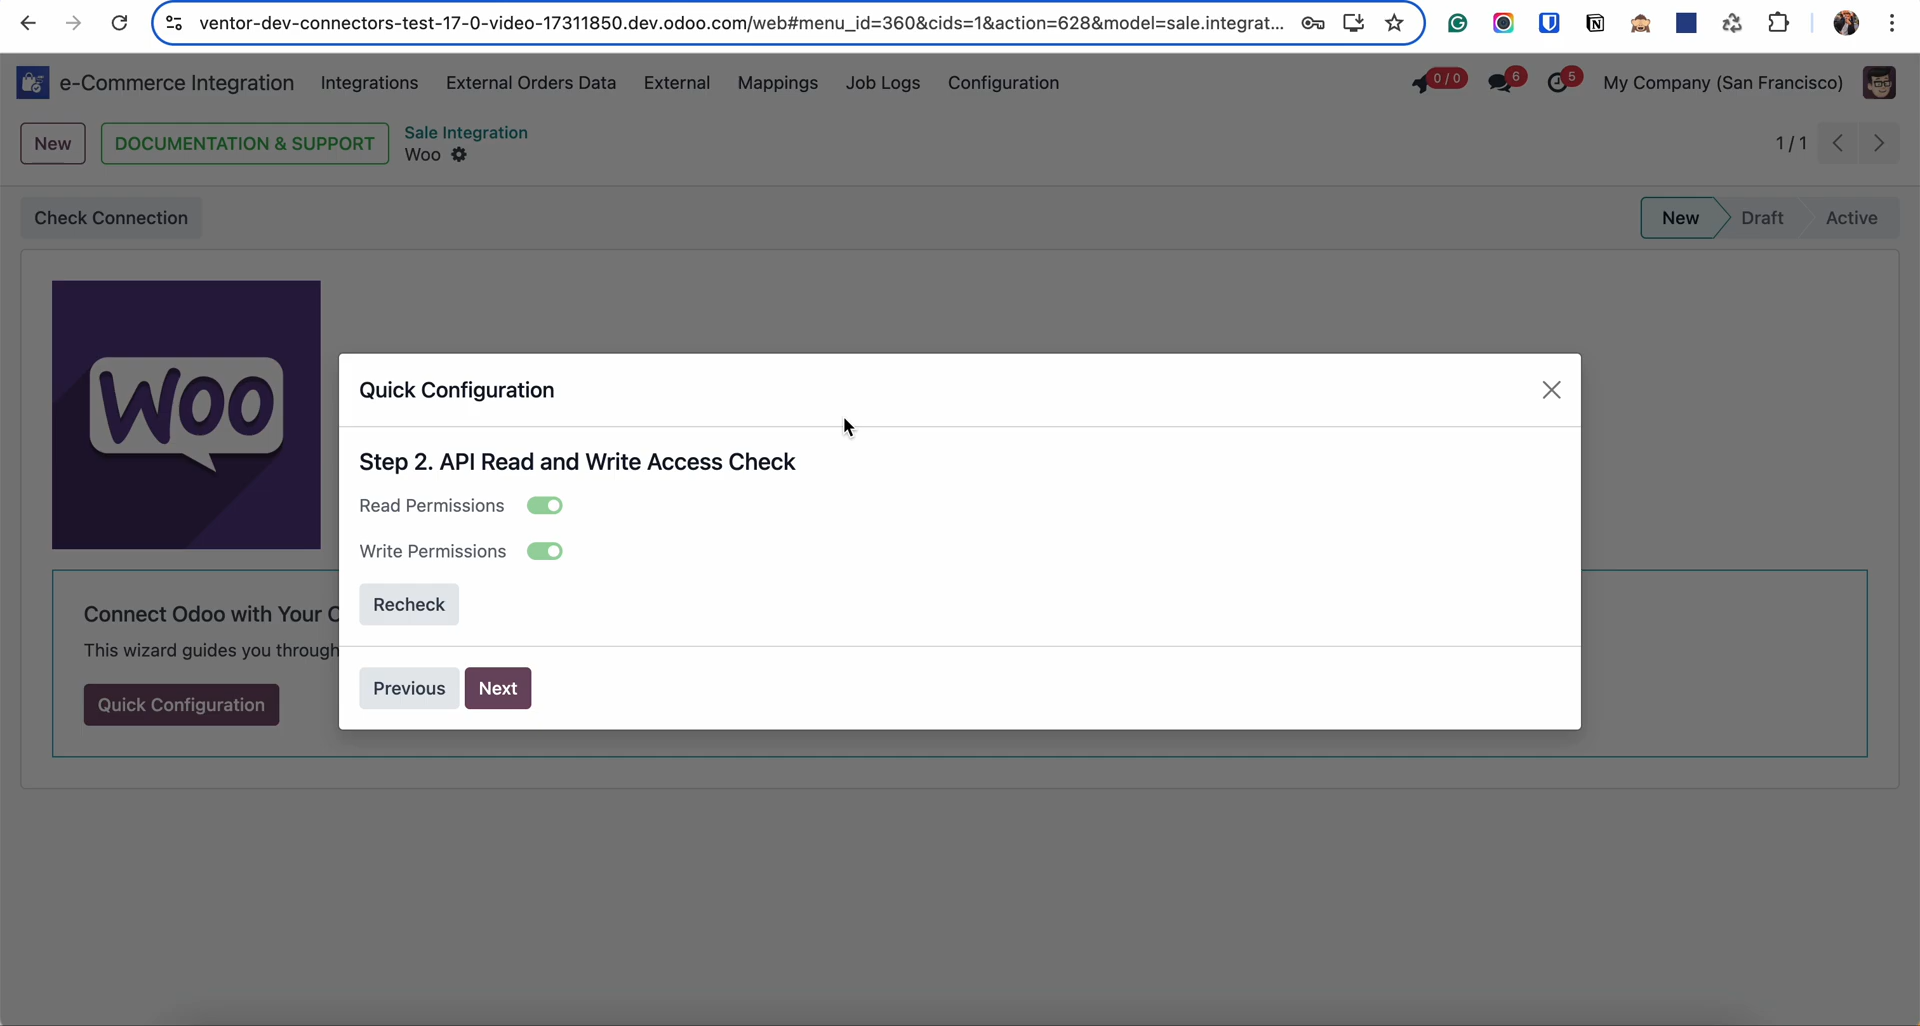 ventor-dev-connectors-test-17-0-video-17311850.dev.odoo.com/web#menu_id=360&cids=1&action=628&model=sale.integrat...
e-Commerce Integration Integrations External Orders Data External Mappings Job Logs Configuration 0 / 0 6 5 My Company (San Francisco)
New DOCUMENTATION & SUPPORT Sale Integration
Woo
1 / 1
Check Connection New Draft Active
WOO
Quick Configuration
Step 2. API Read and Write Access Check
Read Permissions
Write Permissions
Recheck
Previous Next
Connect Odoo with Your
This wizard guides you through
Quick Configuration